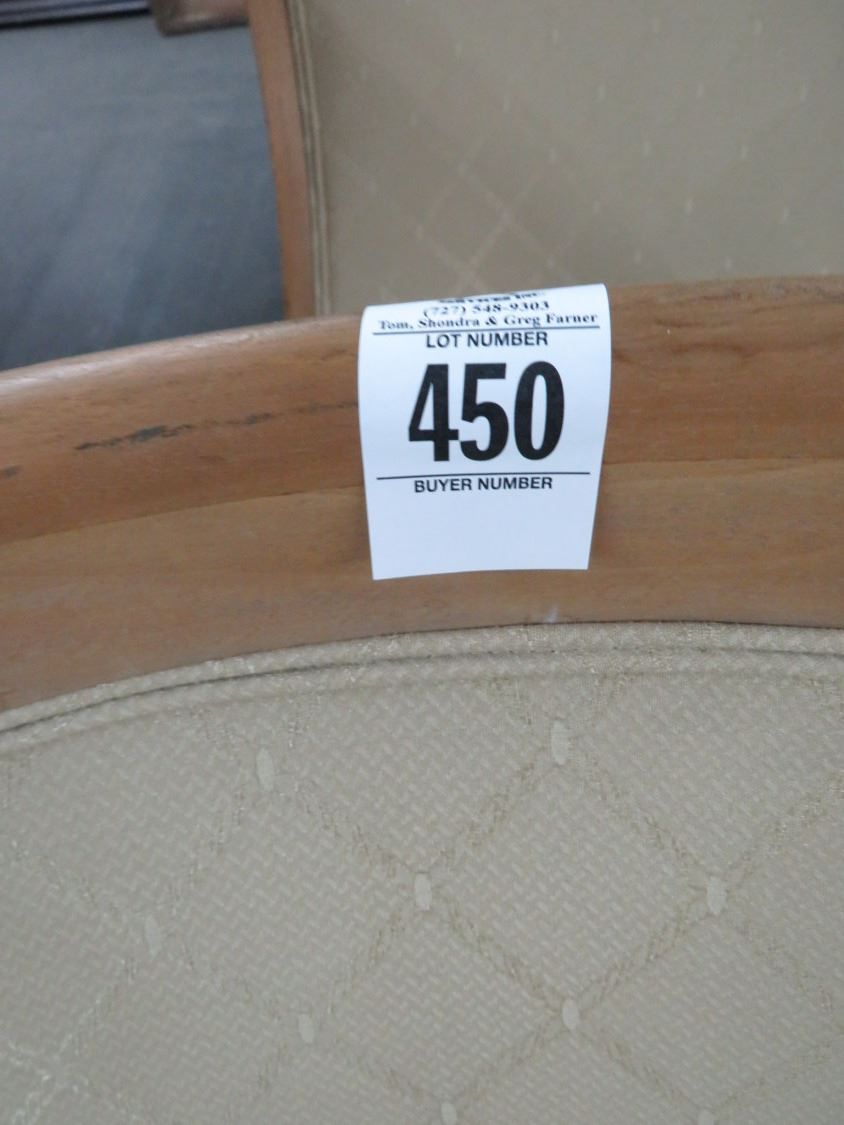 (727) 548-9303
Tom, Shondra & Greg Farner
LOT NUMBER
450
BUYER NUMBER